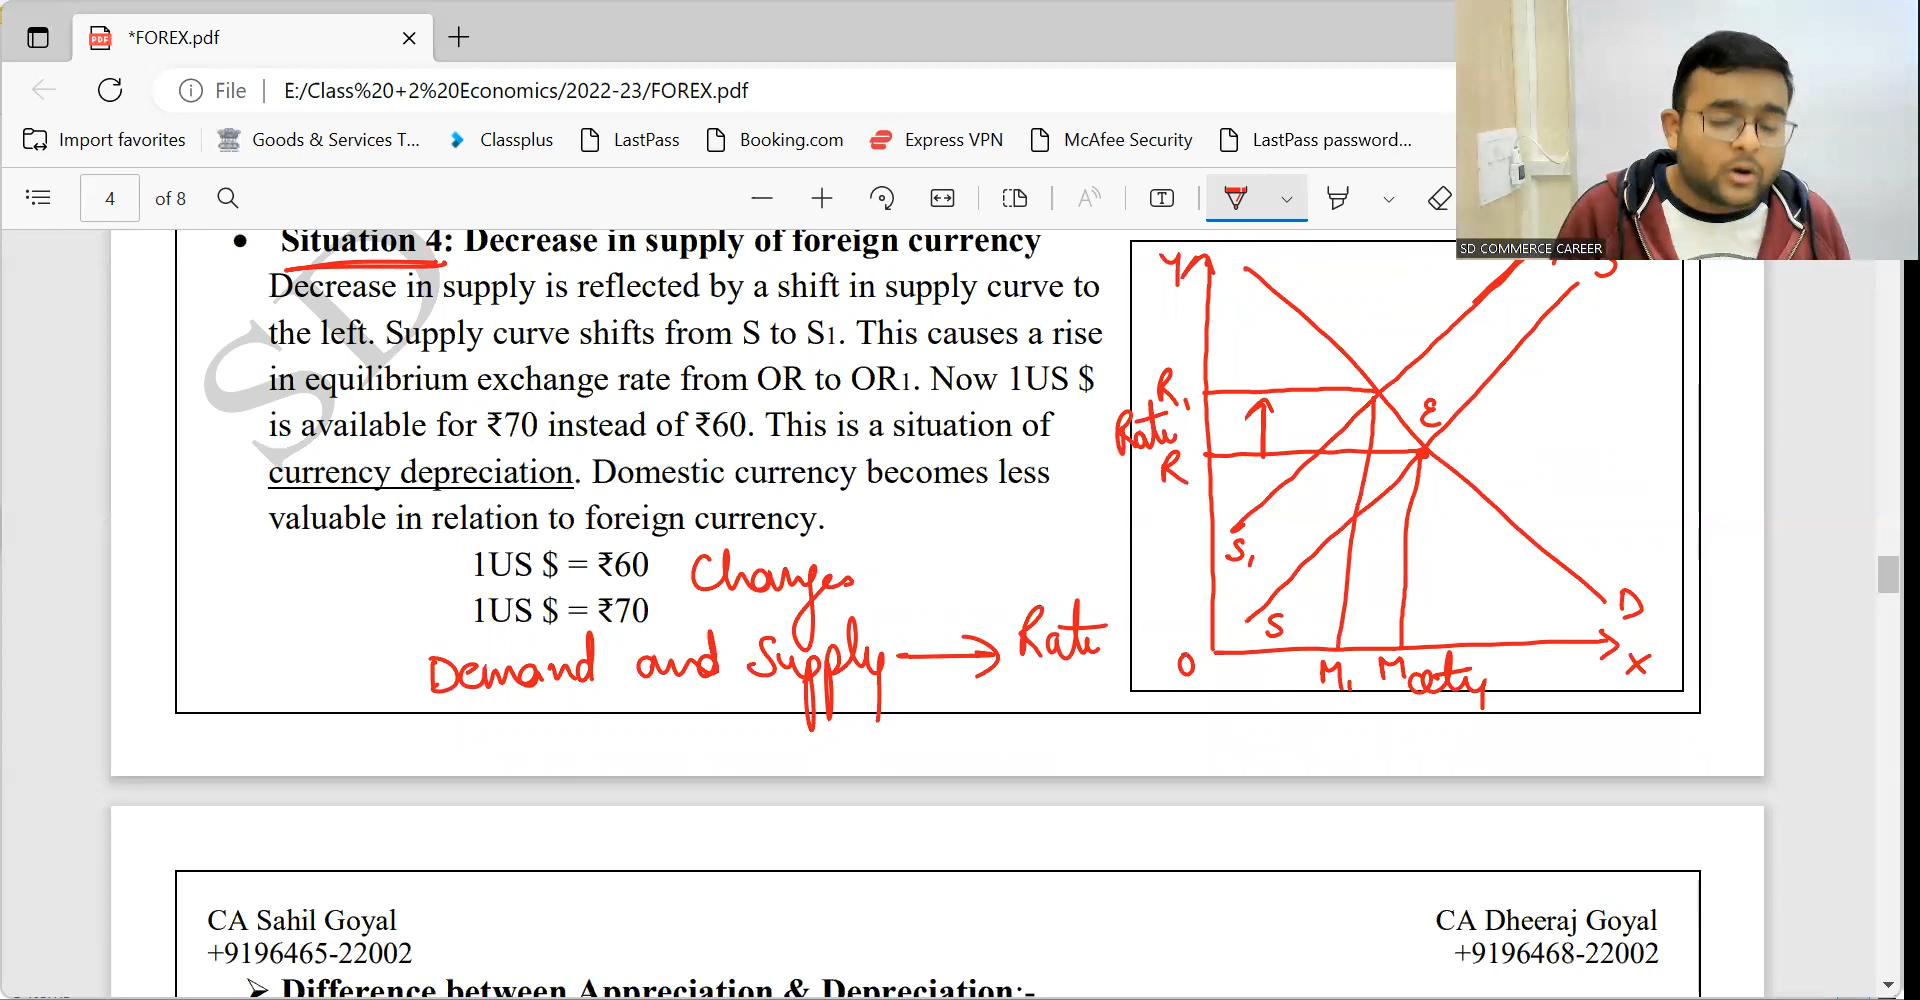 *FOREX.pdf
File
E:/Class%20+2%20Economics/2022-23/FOREX.pdf
Import favorites
Goods & Services T...
Classplus
LastPass
Booking.com
Express VPN
McAfee Security
LastPass password...
4 of 8
SD COMMERCE CAREER
SD
• Situation 4: Decrease in supply of foreign currency
Decrease in supply is reflected by a shift in supply curve to
the left. Supply curve shifts from S to S1. This causes a rise
in equilibrium exchange rate from OR to OR1. Now 1US $
is available for ₹70 instead of ₹60. This is a situation of
currency depreciation. Domestic currency becomes less
valuable in relation to foreign currency.
1US $ = ₹60
1US $ = ₹70
Changes
Demand and Supply → Rate
Y
S
R1
Rate
R
E
S1
S
D
O
M1
M
X
CA Sahil Goyal
+9196465-22002
CA Dheeraj Goyal
+9196468-22002
➢ Difference between Appreciation & Depreciation:-